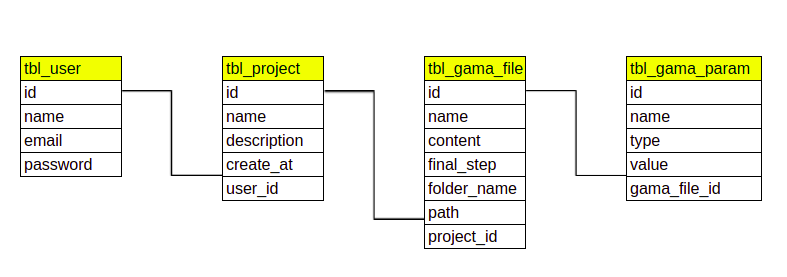 tbl_user
id
name
email
password
tbl_project
id
name
description
create_at
user_id
tbl_gama_file
id
name
content
final_step
folder_name
path
project_id
tbl_gama_param
id
name
type
value
gama_file_id